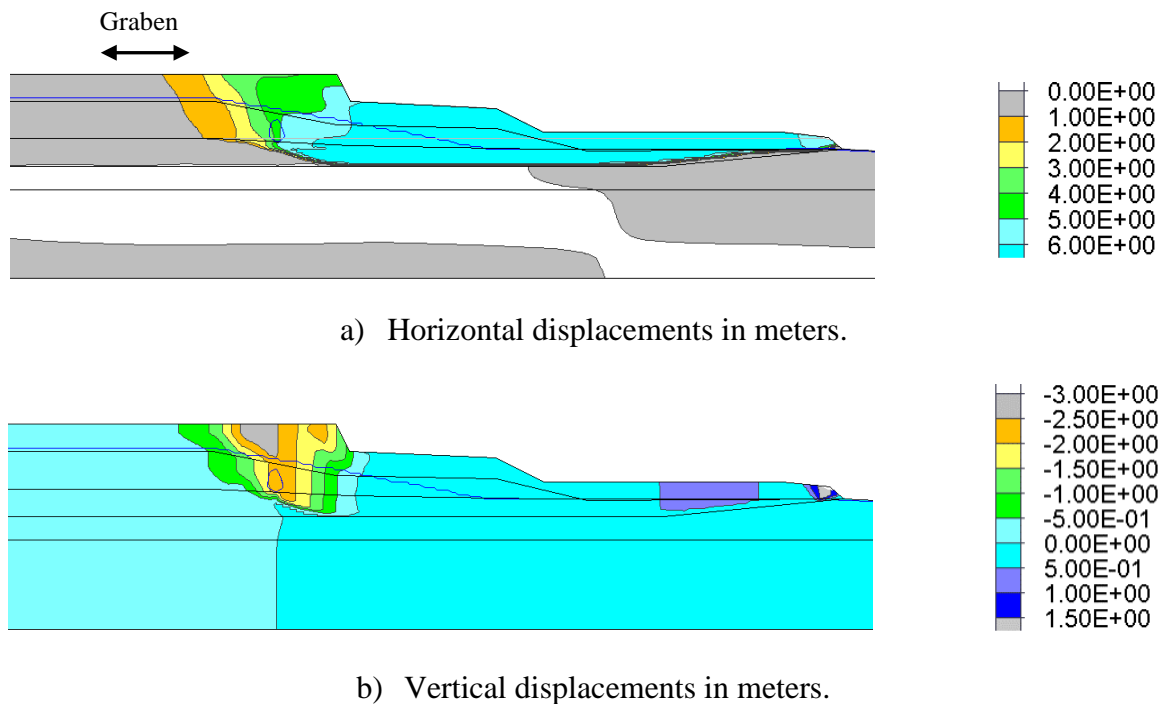 Graben
0.00E+00
1.00E+00
2.00E+00
3.00E+00
4.00E+00
5.00E+00
6.00E+00
a) Horizontal displacements in meters.
-3.00E+00
-2.50E+00
-2.00E+00
-1.50E+00
-1.00E+00
-5.00E-01
0.00E+00
5.00E-01
1.00E+00
1.50E+00
b) Vertical displacements in meters.